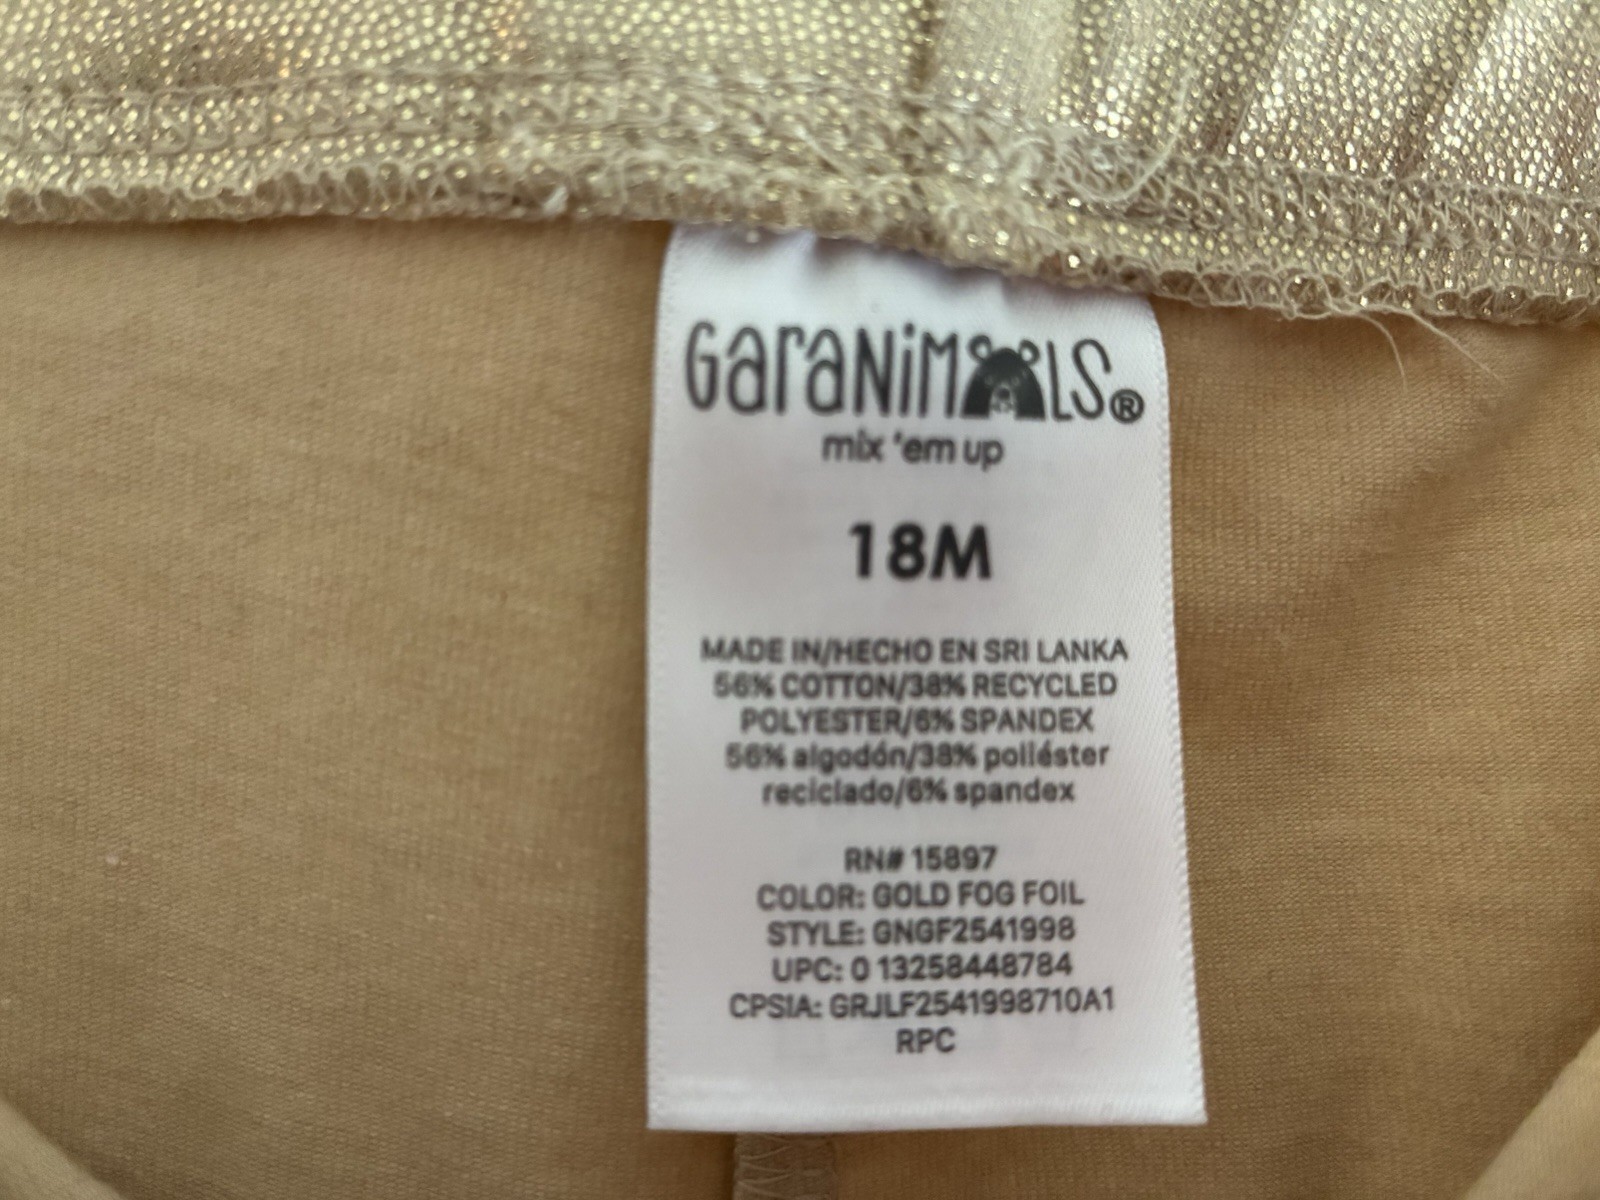 GaraNiMALS®
mix 'em up
18M
MADE IN/HECHO EN SRI LANKA
56% COTTON/38% RECYCLED
POLYESTER/6% SPANDEX
56% algodón/38% poliéster
reciclado/6% spandex
RN# 15897
COLOR: GOLD FOG FOIL
STYLE: GNGF2541998
UPC: 0 13258448784
CPSIA: GRJLF2541998710A1
RPC